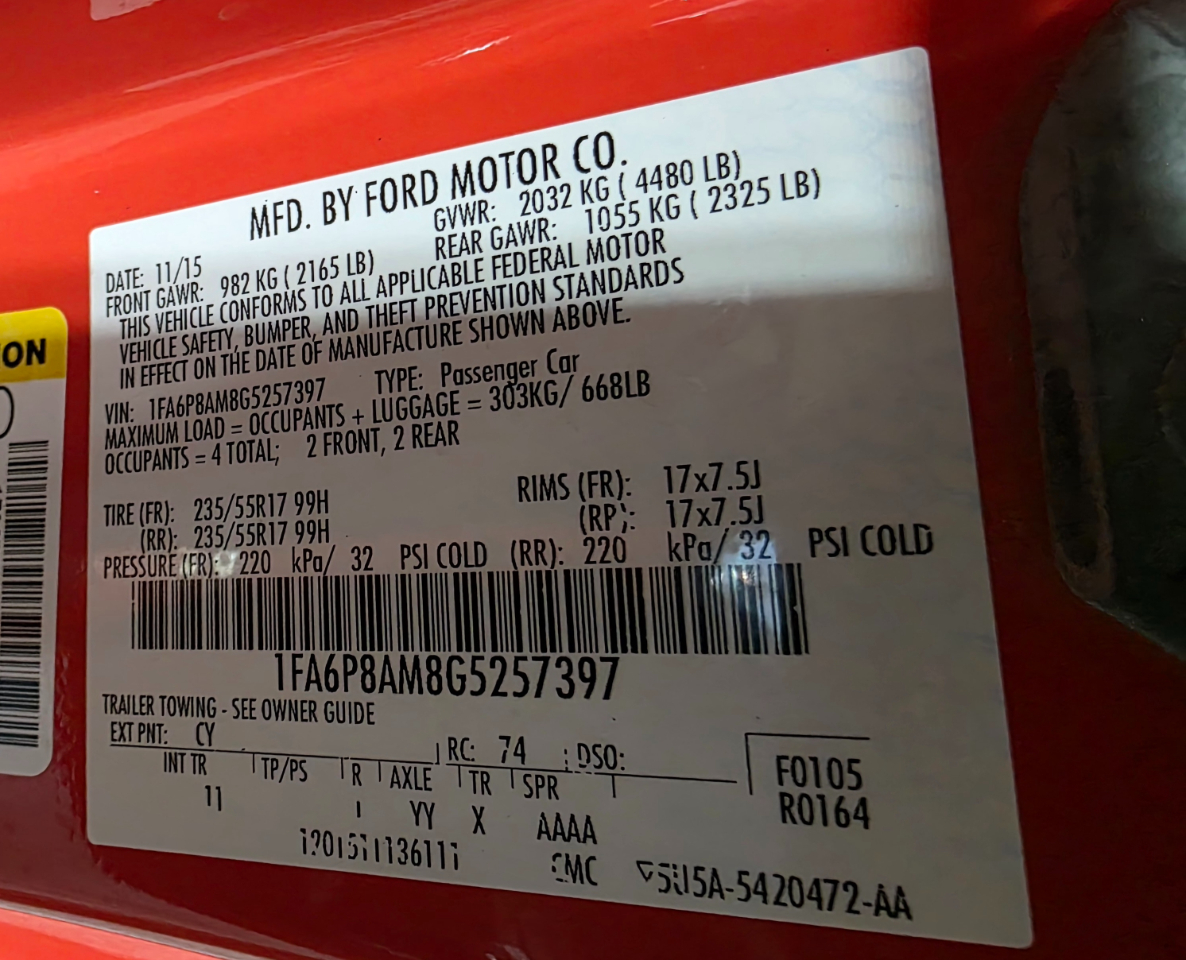 MFD. BY FORD MOTOR CO.
DATE: 11/15 GVWR: 2032 KG ( 4480 LB)
FRONT GAWR: 982 KG ( 2165 LB) REAR GAWR: 1055 KG ( 2325 LB)
THIS VEHICLE CONFORMS TO ALL APPLICABLE FEDERAL MOTOR
VEHICLE SAFETY, BUMPER, AND THEFT PREVENTION STANDARDS
IN EFFECT ON THE DATE OF MANUFACTURE SHOWN ABOVE.
VIN: 1FA6P8AM8G5257397 TYPE: Passenger Car
MAXIMUM LOAD = OCCUPANTS + LUGGAGE = 303KG/ 668LB
OCCUPANTS = 4 TOTAL; 2 FRONT, 2 REAR
TIRE (FR): 235/55R17 99H RIMS (FR): 17x7.5J
(RR): 235/55R17 99H 17x7.5J
PRESSURE (FR): 220 kPa/ 32 PSI COLD (RR): 220 kPa/ 32 PSI COLD
1FA6P8AM8G5257397
TRAILER TOWING - SEE OWNER GUIDE
EXT PNT: CY RC: 74 DSO:
INT TR TP/PS R AXLE TR SPR
F0105
11 YY X AAAA
R0164
ON